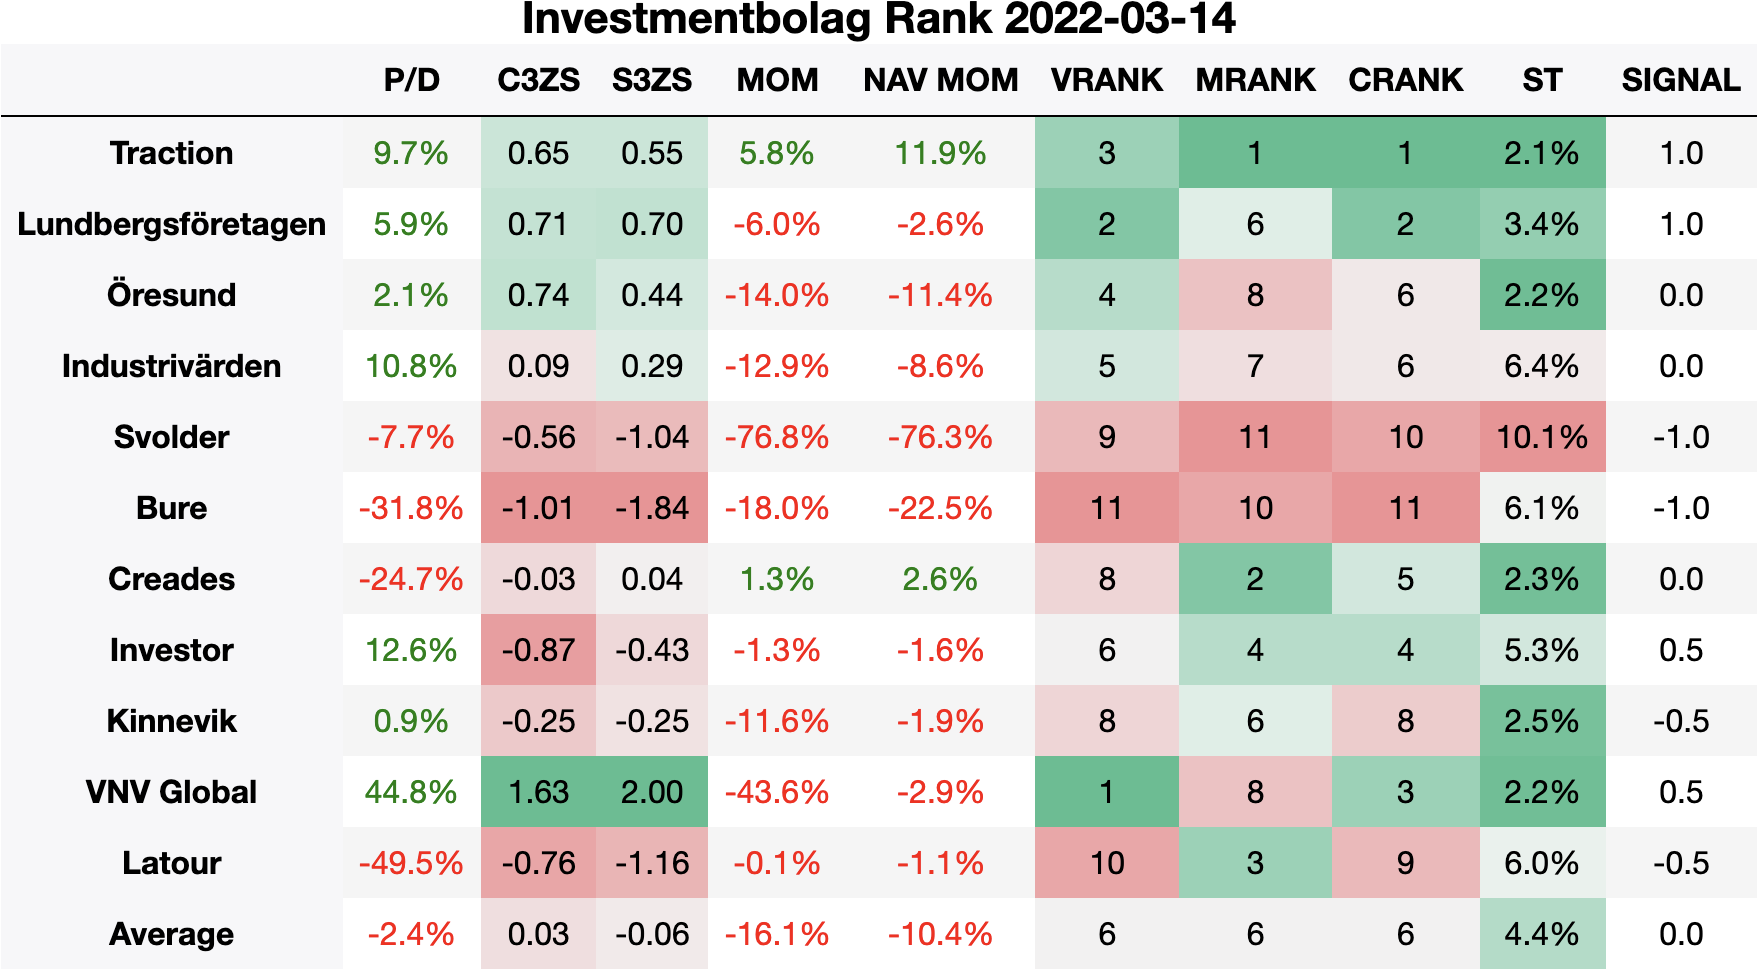 Investmentbolag Rank 2022-03-14
P/D C3ZS S3ZS MOM NAV MOM VRANK MRANK CRANK ST SIGNAL
Traction 9.7% 0.65 0.55 5.8% 11.9% 3 1 1 2.1% 1.0
Lundbergsföretagen 5.9% 0.71 0.70 -6.0% -2.6% 2 6 2 3.4% 1.0
Öresund 2.1% 0.74 0.44 -14.0% -11.4% 4 8 6 2.2% 0.0
Industrivärden 10.8% 0.09 0.29 -12.9% -8.6% 5 7 6 6.4% 0.0
Svolder -7.7% -0.56 -1.04 -76.8% -76.3% 9 11 10 10.1% -1.0
Bure -31.8% -1.01 -1.84 -18.0% -22.5% 11 10 11 6.1% -1.0
Creades -24.7% -0.03 0.04 1.3% 2.6% 8 2 5 2.3% 0.0
Investor 12.6% -0.87 -0.43 -1.3% -1.6% 6 4 4 5.3% 0.5
Kinnevik 0.9% -0.25 -0.25 -11.6% -1.9% 8 6 8 2.5% -0.5
VNV Global 44.8% 1.63 2.00 -43.6% -2.9% 1 8 3 2.2% 0.5
Latour -49.5% -0.76 -1.16 -0.1% -1.1% 10 3 9 6.0% -0.5
Average -2.4% 0.03 -0.06 -16.1% -10.4% 6 6 6 4.4% 0.0